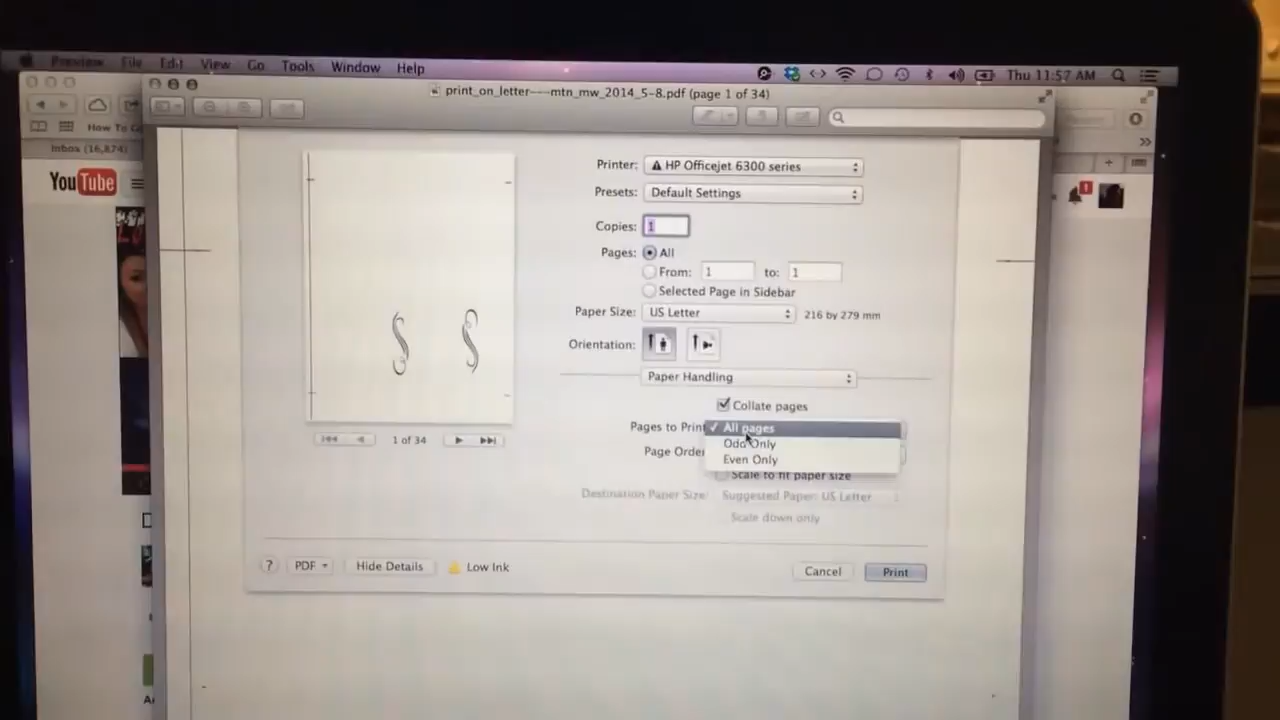 Preview File Edit View Go Tools Window Help Thu 11:57 AM
print_on_letter----mtn_mw_2014_5-8.pdf (page 1 of 34)
How To
Inbox (16,874)
YouTube
1
Printer: HP Officejet 6300 series
Presets: Default Settings
Copies: 1
Pages: All
From: 1 to: 1
Selected Page in Sidebar
Paper Size: US Letter 216 by 279 mm
Orientation:
Paper Handling
Collate pages
Pages to Print ✓ All pages
Odd Only
Even Only
Page Order
Scale to fit paper size
Destination Paper Size: Suggested Paper: US Letter
Scale down only
1 of 34
? PDF Hide Details Low Ink Cancel Print